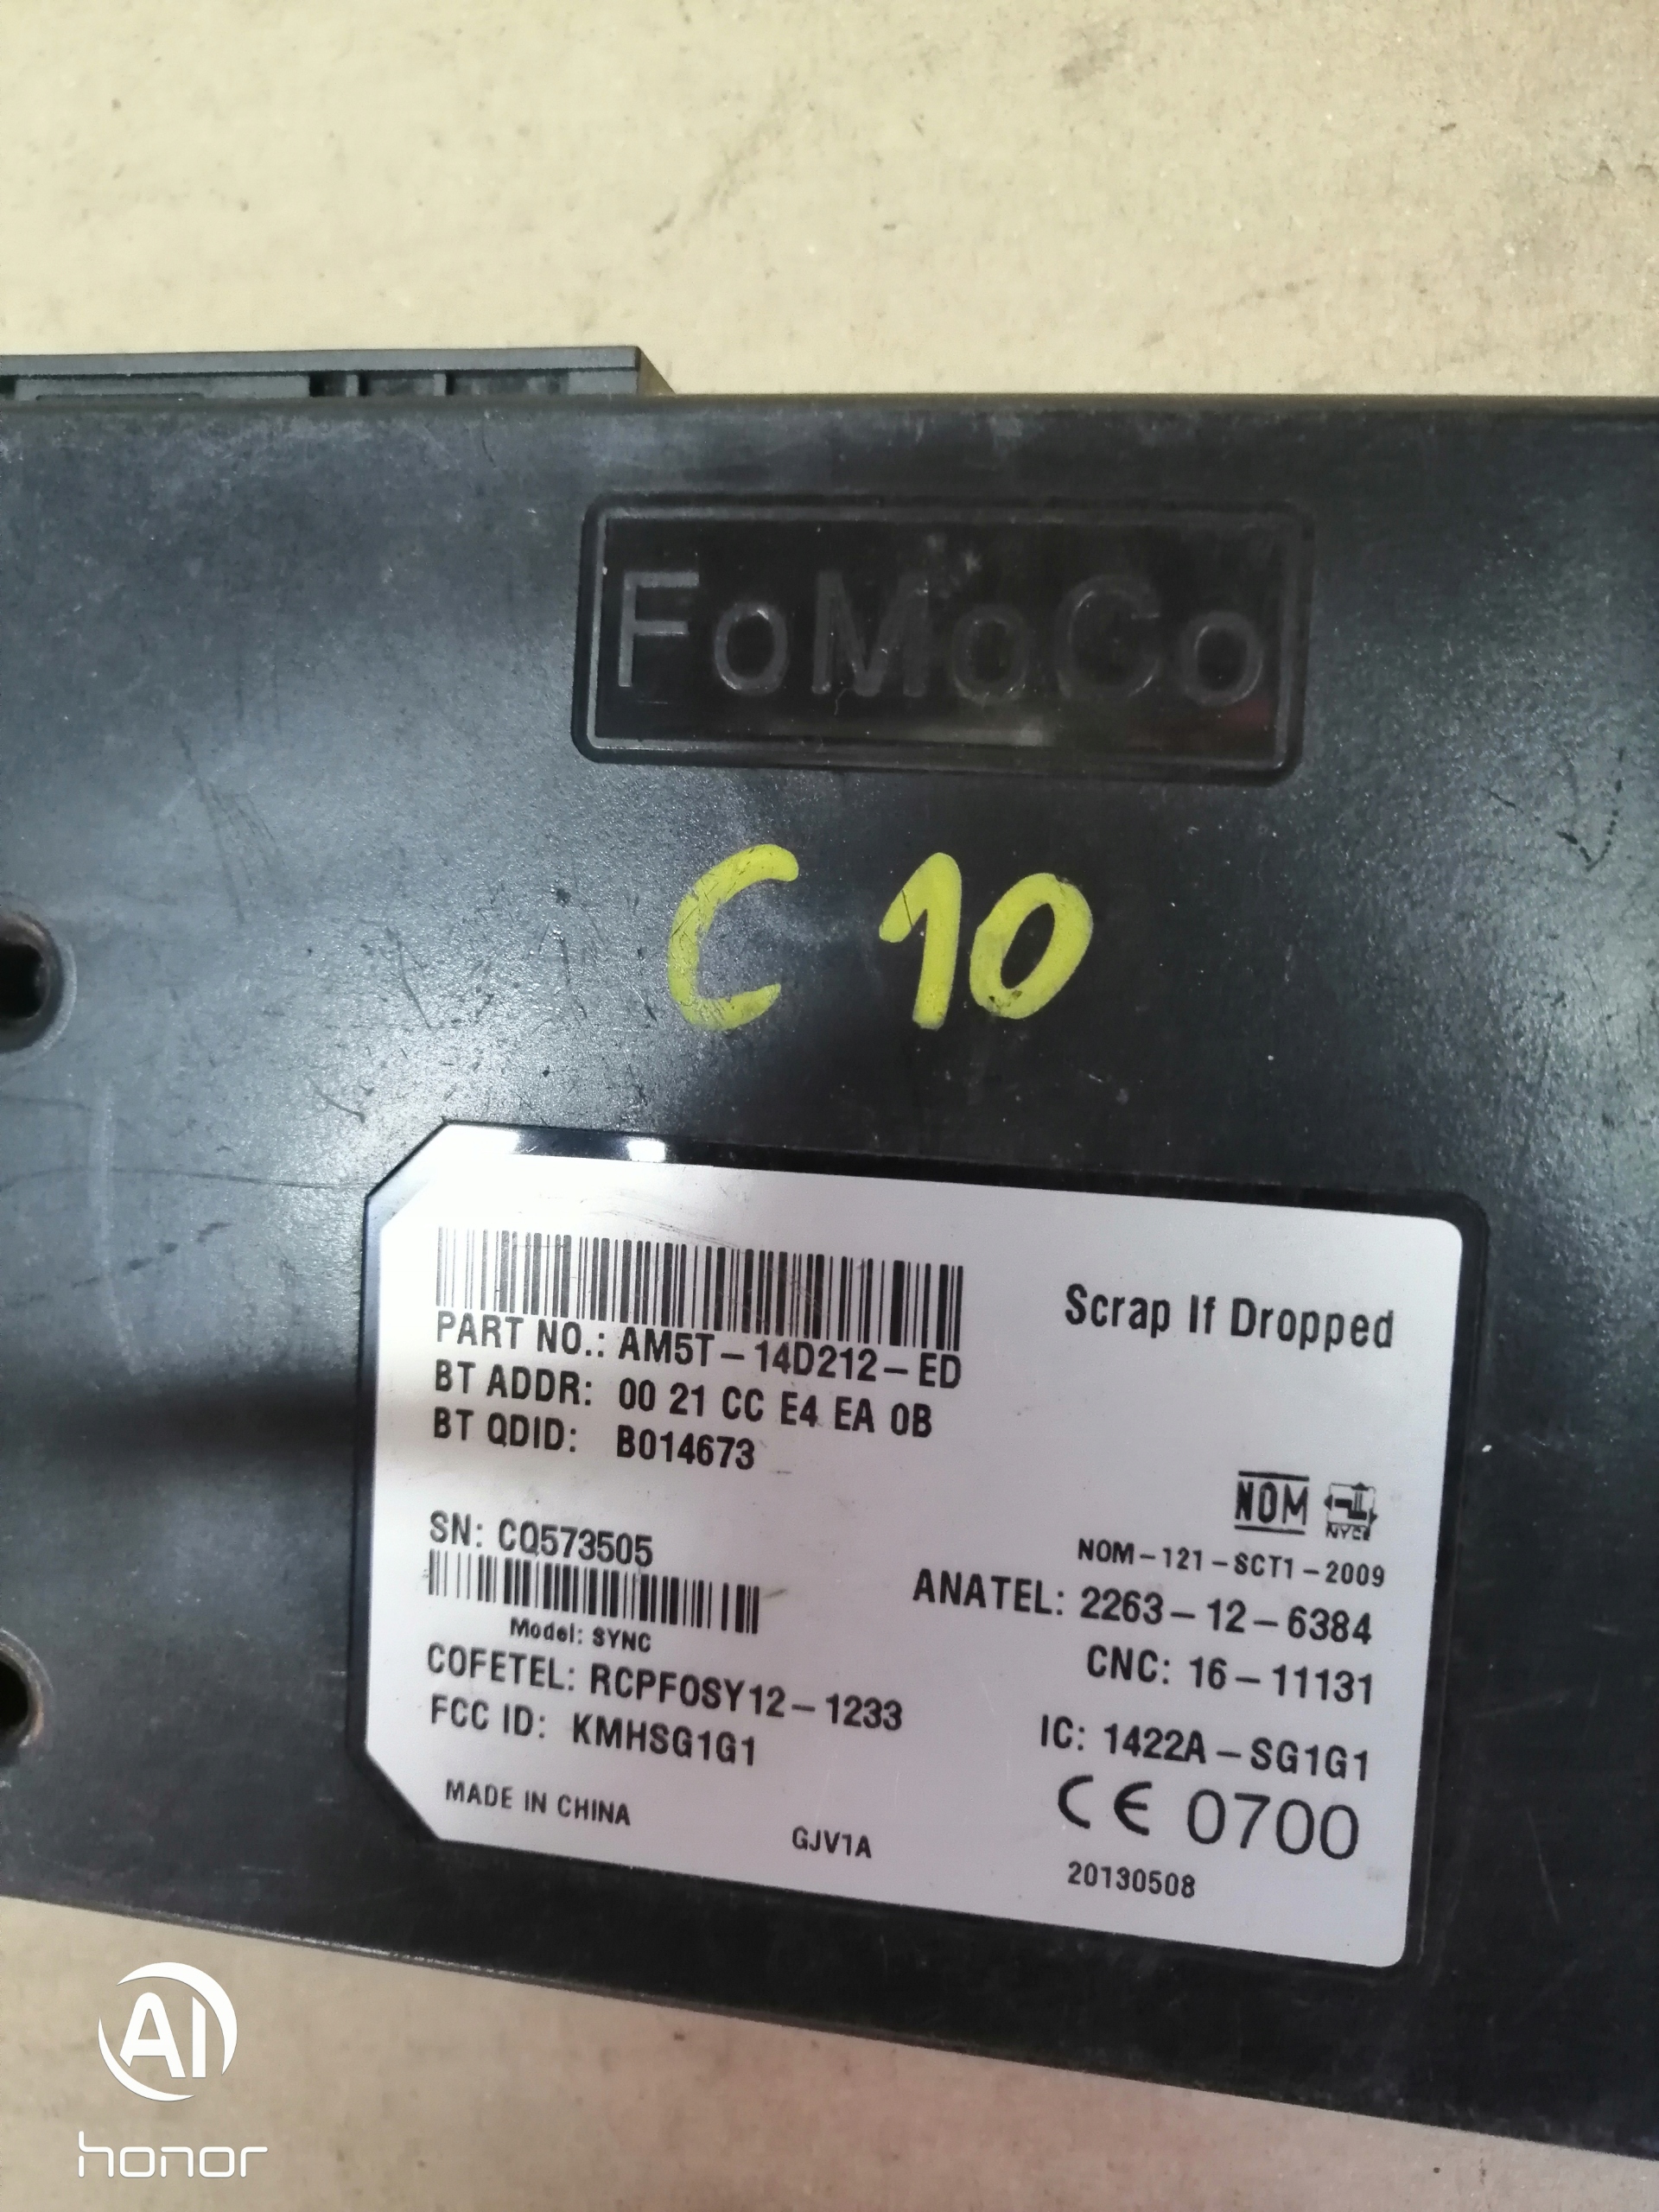 FoMoCo
C 10
PART NO.: AM5T-14D212-ED
BT ADDR: 00 21 CC E4 EA 0B
BT QDID: B014673
Scrap If Dropped
SN: CQ573505
Model: SYNC
COFETEL: RCPFOSY12-1233
FCC ID: KMHSG1G1
MADE IN CHINA
GJV1A
NOM
NYCE
NOM-121-SCT1-2009
ANATEL: 2263-12-6384
CNC: 16-11131
IC: 1422A-SG1G1
CE 0700
20130508
AI
honor